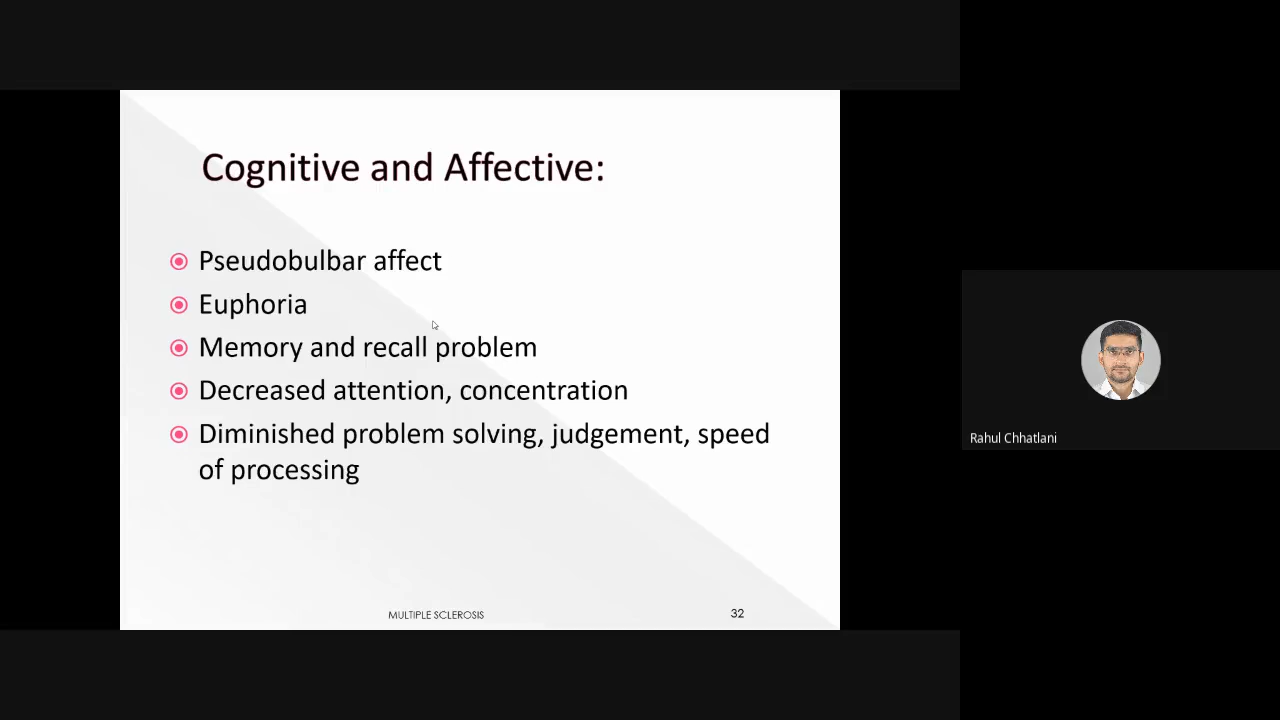 Cognitive and Affective:
Pseudobulbar affect
Euphoria
Memory and recall problem
Decreased attention, concentration
Diminished problem solving, judgement, speed
of processing
MULTIPLE SCLEROSIS
32
Rahul Chhatlani